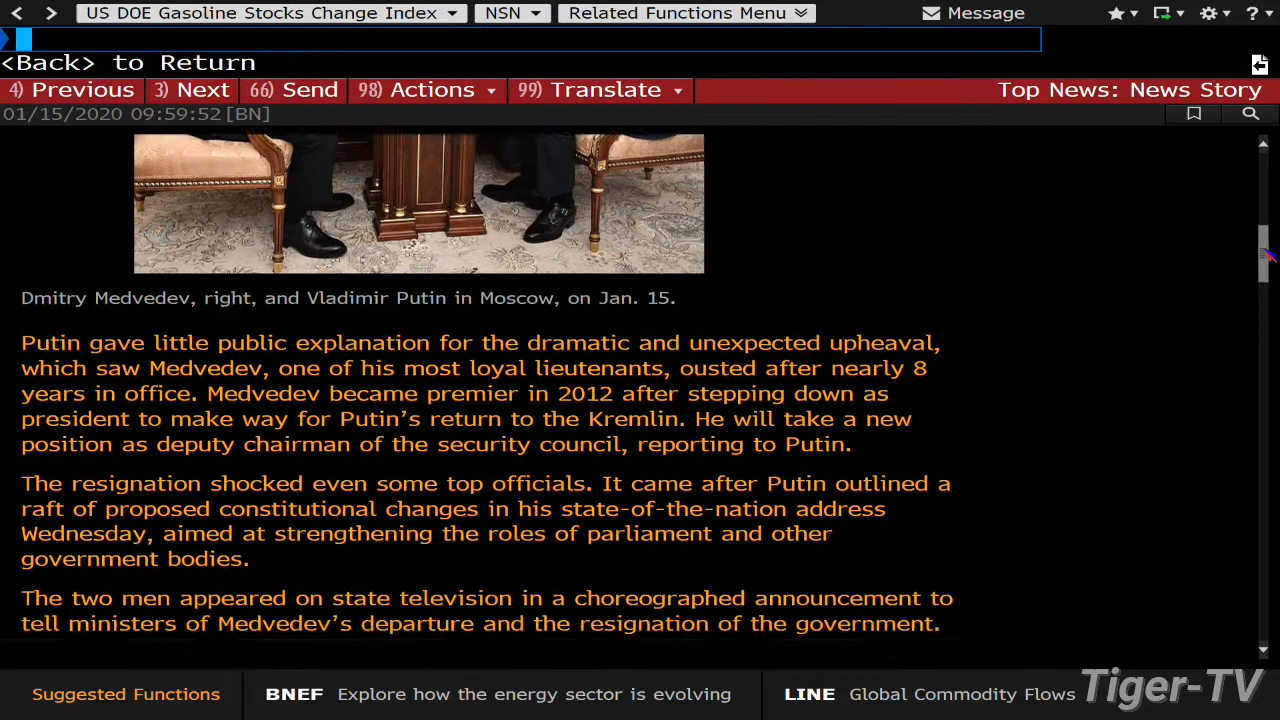 US DOE Gasoline Stocks Change Index NSN Related Functions Menu Message ?
<Back> to Return
4) Previous 3) Next 66) Send 98) Actions 99) Translate Top News: News Story
01/15/2020 09:59:52 [BN]
Dmitry Medvedev, right, and Vladimir Putin in Moscow, on Jan. 15.
Putin gave little public explanation for the dramatic and unexpected upheaval,
which saw Medvedev, one of his most loyal lieutenants, ousted after nearly 8
years in office. Medvedev became premier in 2012 after stepping down as
president to make way for Putin’s return to the Kremlin. He will take a new
position as deputy chairman of the security council, reporting to Putin.
The resignation shocked even some top officials. It came after Putin outlined a
raft of proposed constitutional changes in his state-of-the-nation address
Wednesday, aimed at strengthening the roles of parliament and other
government bodies.
The two men appeared on state television in a choreographed announcement to
tell ministers of Medvedev’s departure and the resignation of the government.
Suggested Functions BNEF Explore how the energy sector is evolving LINE Global Commodity Flows
Tiger-TV